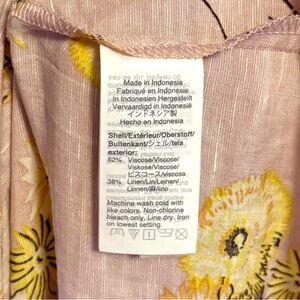 Made in Indonesia
Fabriqué en Indonésie
In Indonesien Hergestellt
Vervaardigd in Indonesië
インドネシア製
Hecho en Indonesia
Shell/Extérieur/Oberstoff/
Buitenkant/シェル/tela
exterior:
62% Viscose/Viscose/
Viskose/Viscose/
ビスコース/viscosa
38% Linen/Lin/Leinen/
Linnen/麻/lino
Machine wash cold with
like colors. Non-chlorine
bleach only. Line dry. Iron
on lowest setting.